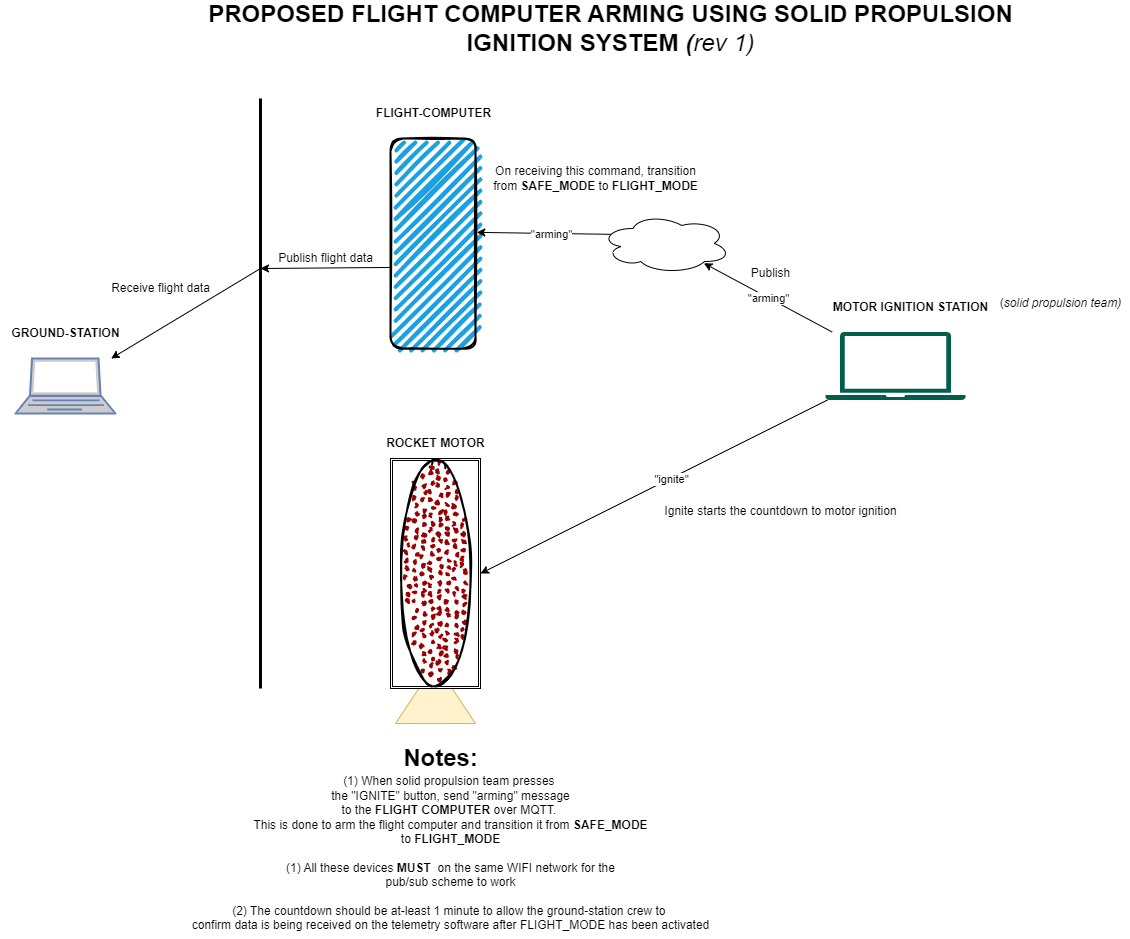 PROPOSED FLIGHT COMPUTER ARMING USING SOLID PROPULSION
IGNITION SYSTEM (rev 1)
FLIGHT-COMPUTER
On receiving this command, transition
from SAFE_MODE to FLIGHT_MODE
"arming"
Publish
"arming"
MOTOR IGNITION STATION
(solid propulsion team)
Publish flight data
Receive flight data
GROUND-STATION
ROCKET MOTOR
"ignite"
Ignite starts the countdown to motor ignition
Notes:
(1) When solid propulsion team presses
the "IGNITE" button, send "arming" message
to the FLIGHT COMPUTER over MQTT.
This is done to arm the flight computer and transition it from SAFE_MODE
to FLIGHT_MODE
(1) All these devices MUST on the same WIFI network for the
pub/sub scheme to work
(2) The countdown should be at-least 1 minute to allow the ground-station crew to
confirm data is being received on the telemetry software after FLIGHT_MODE has been activated